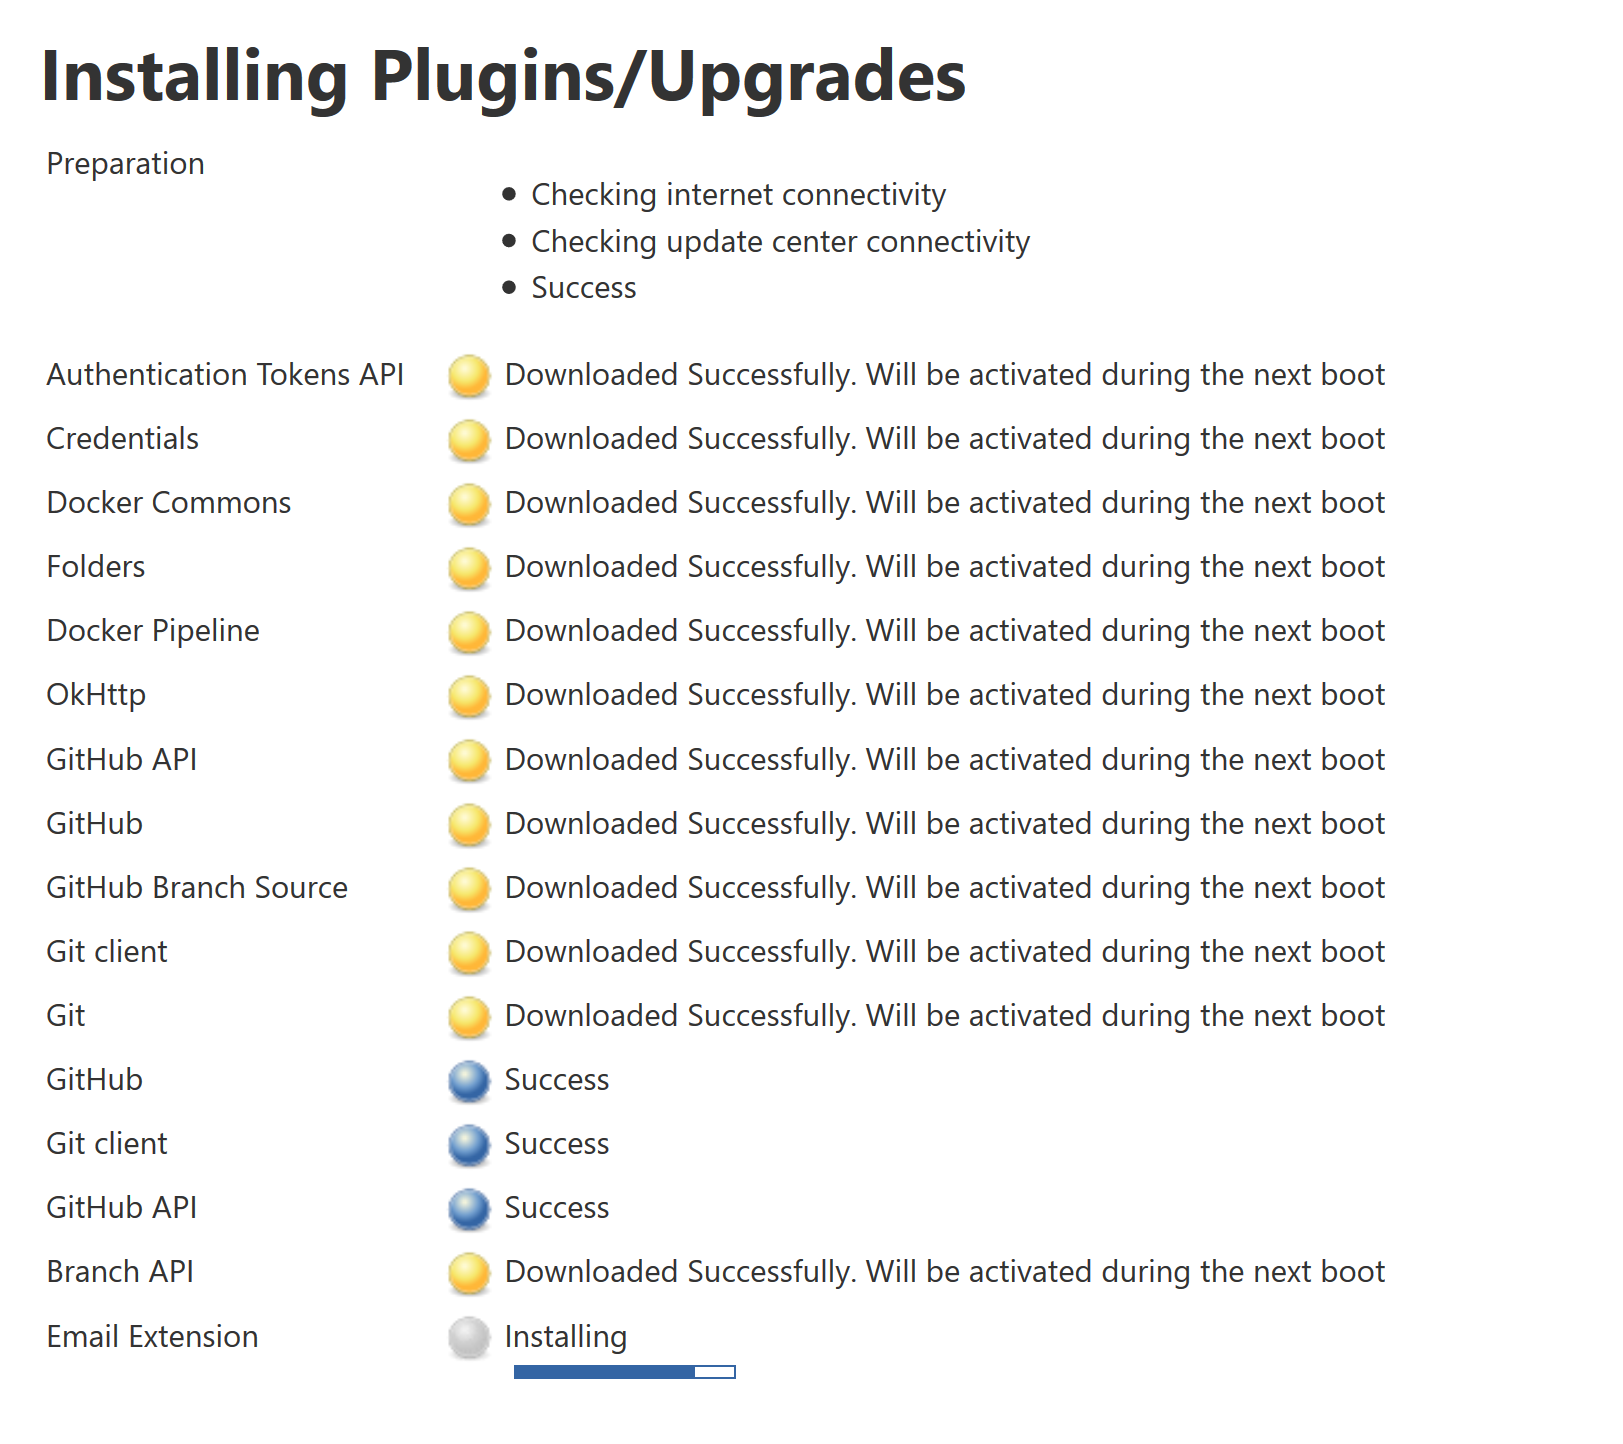 Installing Plugins/Upgrades
Preparation
Checking internet connectivity
Checking update center connectivity
Success
Authentication Tokens API Downloaded Successfully. Will be activated during the next boot
Credentials Downloaded Successfully. Will be activated during the next boot
Docker Commons Downloaded Successfully. Will be activated during the next boot
Folders Downloaded Successfully. Will be activated during the next boot
Docker Pipeline Downloaded Successfully. Will be activated during the next boot
OkHttp Downloaded Successfully. Will be activated during the next boot
GitHub API Downloaded Successfully. Will be activated during the next boot
GitHub Downloaded Successfully. Will be activated during the next boot
GitHub Branch Source Downloaded Successfully. Will be activated during the next boot
Git client Downloaded Successfully. Will be activated during the next boot
Git Downloaded Successfully. Will be activated during the next boot
GitHub Success
Git client Success
GitHub API Success
Branch API Downloaded Successfully. Will be activated during the next boot
Email Extension Installing